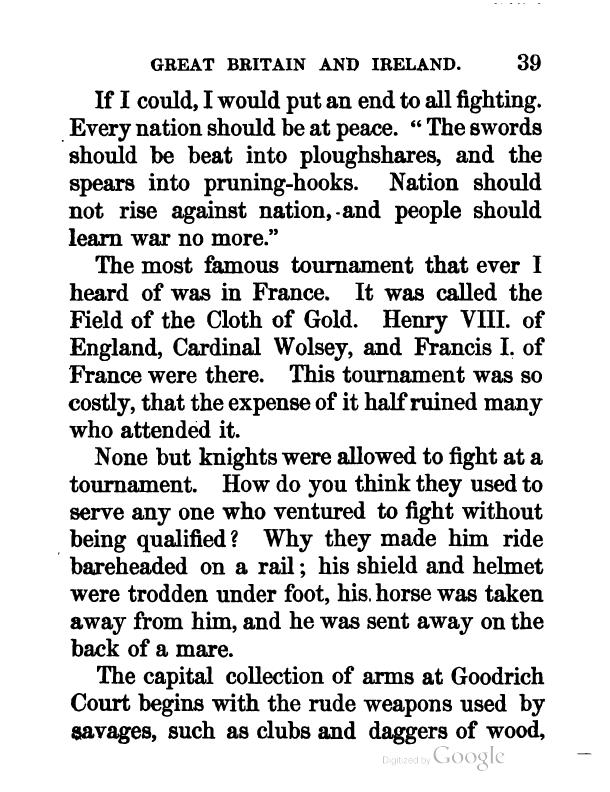 GREAT BRITAIN AND IRELAND. 39
If I could, I would put an end to all fighting.
Every nation should be at peace. “ The swords
should be beat into ploughshares, and the
spears into pruning-hooks. Nation should
not rise against nation, and people should
learn war no more.”
The most famous tournament that ever I
heard of was in France. It was called the
Field of the Cloth of Gold. Henry VIII. of
England, Cardinal Wolsey, and Francis I. of
France were there. This tournament was so
costly, that the expense of it half ruined many
who attended it.
None but knights were allowed to fight at a
tournament. How do you think they used to
serve any one who ventured to fight without
being qualified? Why they made him ride
bareheaded on a rail; his shield and helmet
were trodden under foot, his horse was taken
away from him, and he was sent away on the
back of a mare.
The capital collection of arms at Goodrich
Court begins with the rude weapons used by
savages, such as clubs and daggers of wood,
Digitized by Google